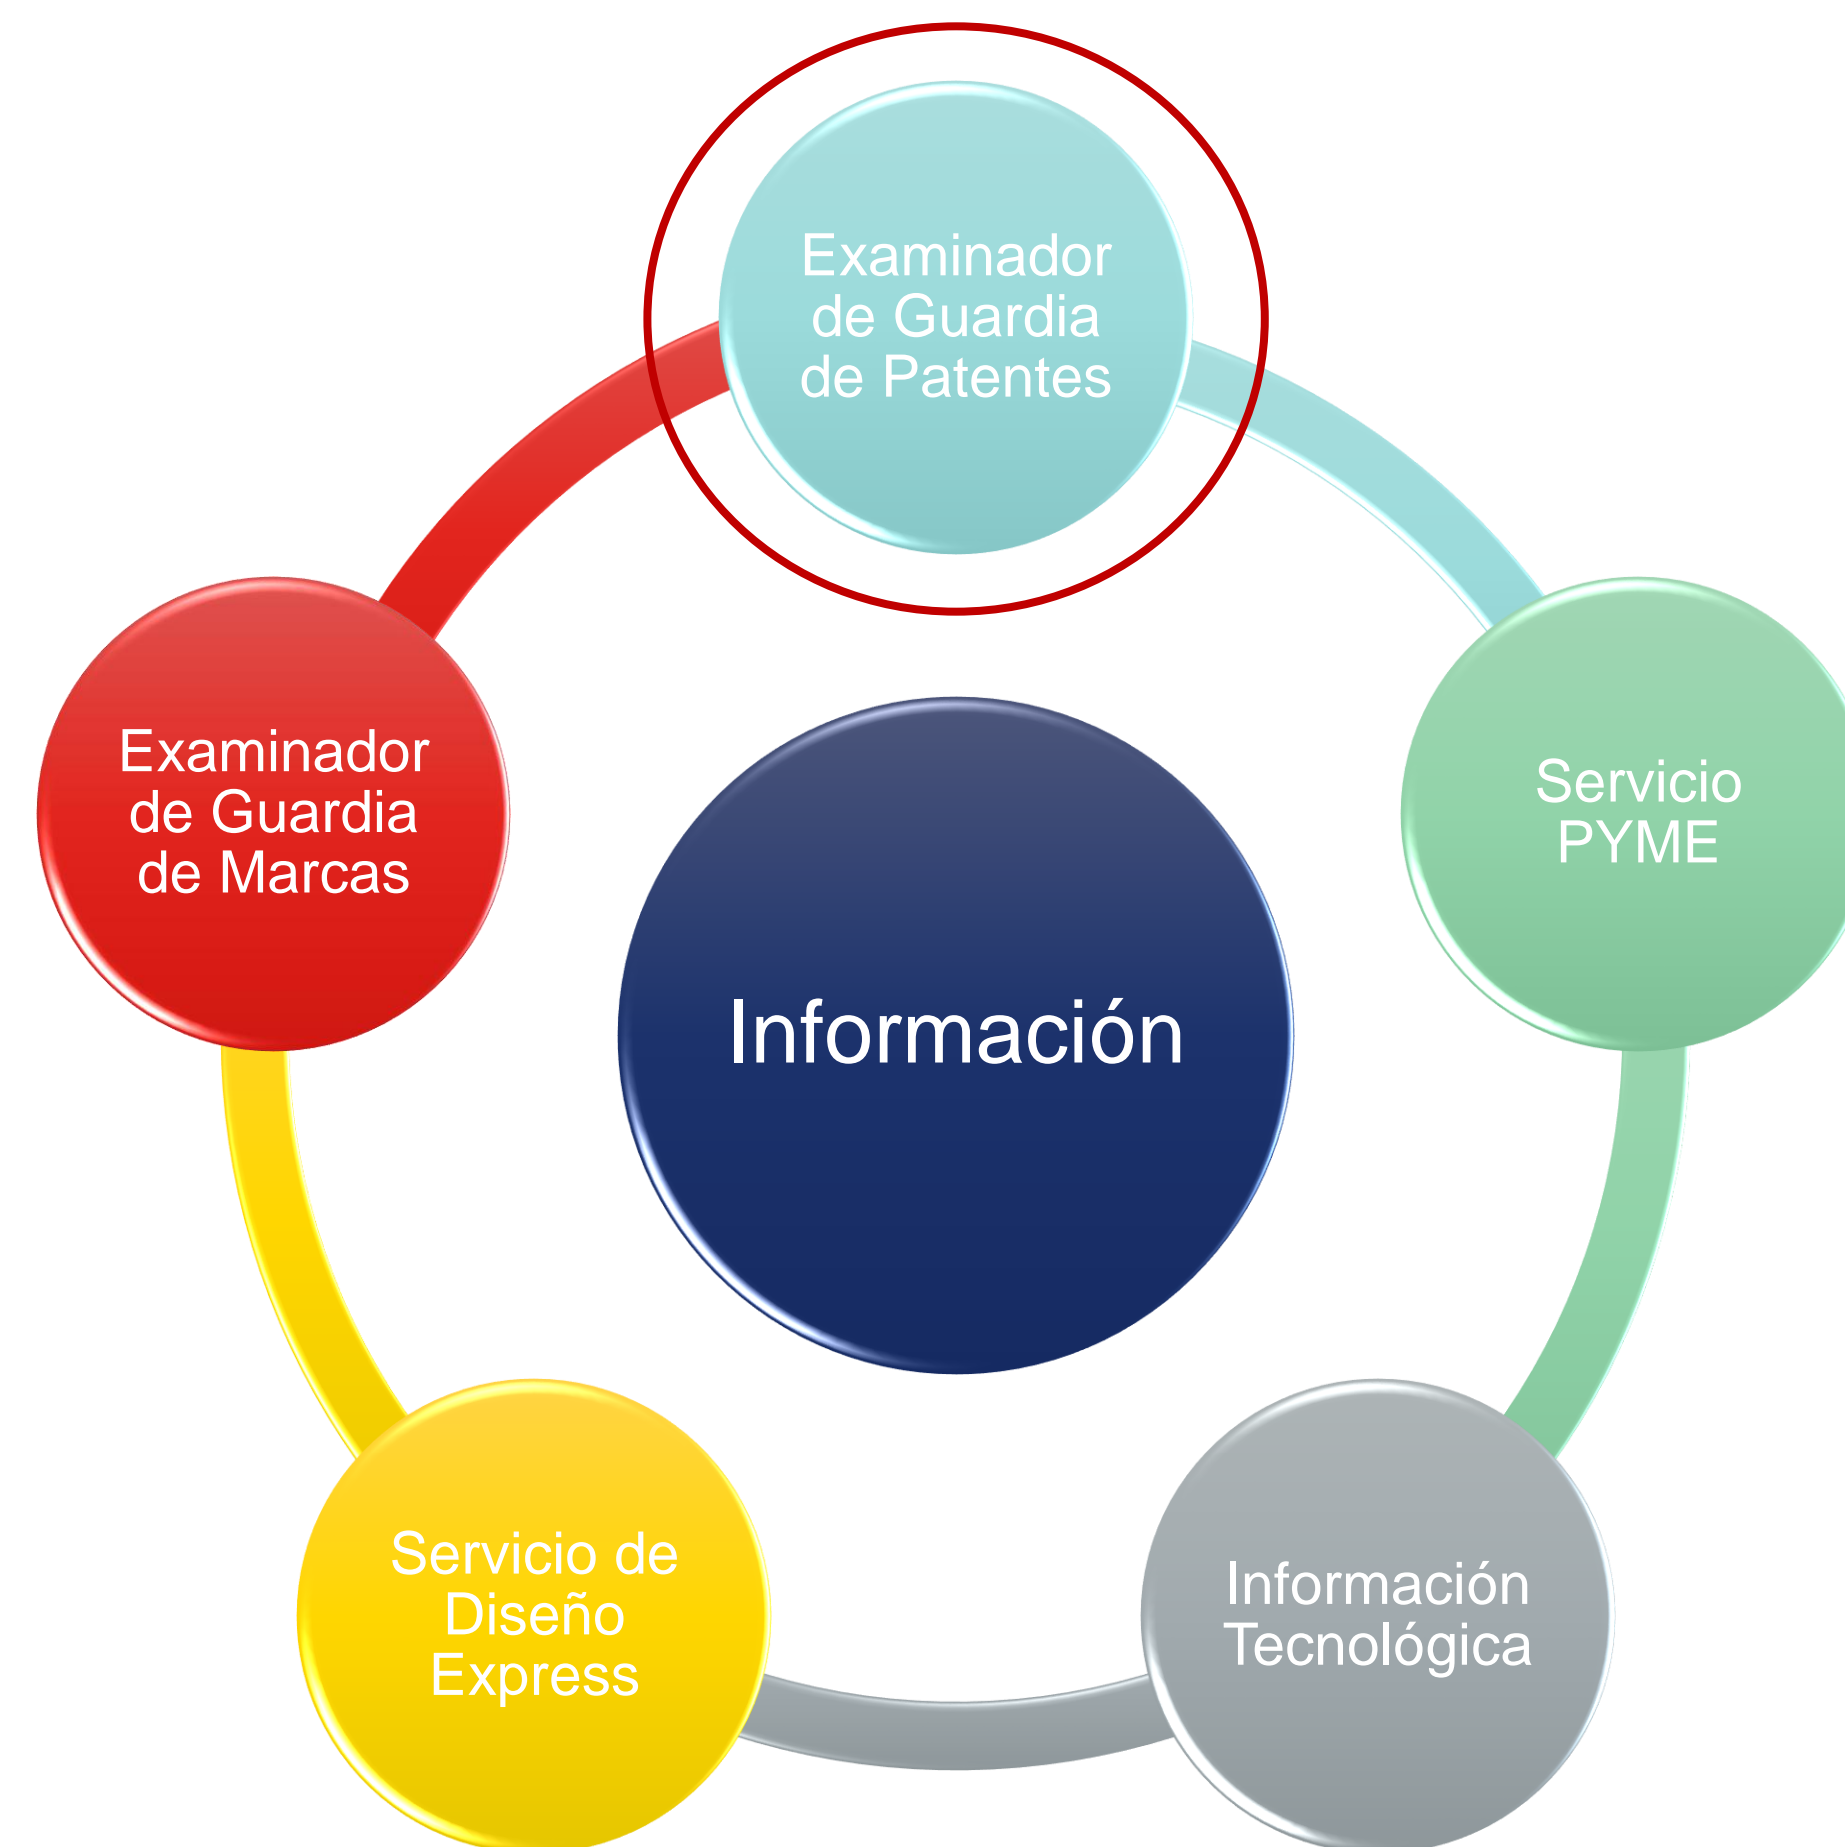 Examinador
de Guardia
de Patentes
Examinador
de Guardia
de Marcas
Servicio
PYME
Información
Servicio de
Diseño
Express
Información
Tecnológica